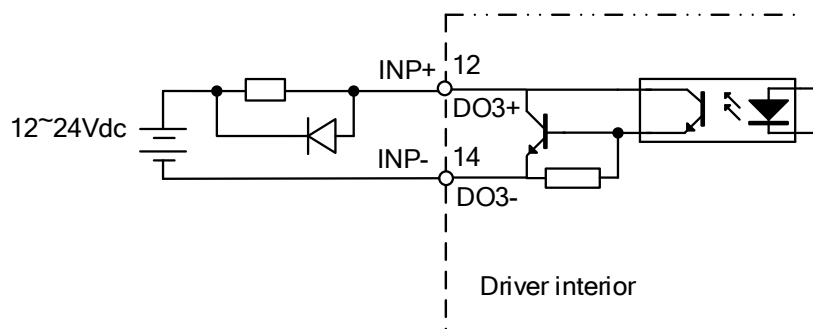 INP+
12
DO3+
12~24Vdc
INP-
14
DO3-
Driver interior